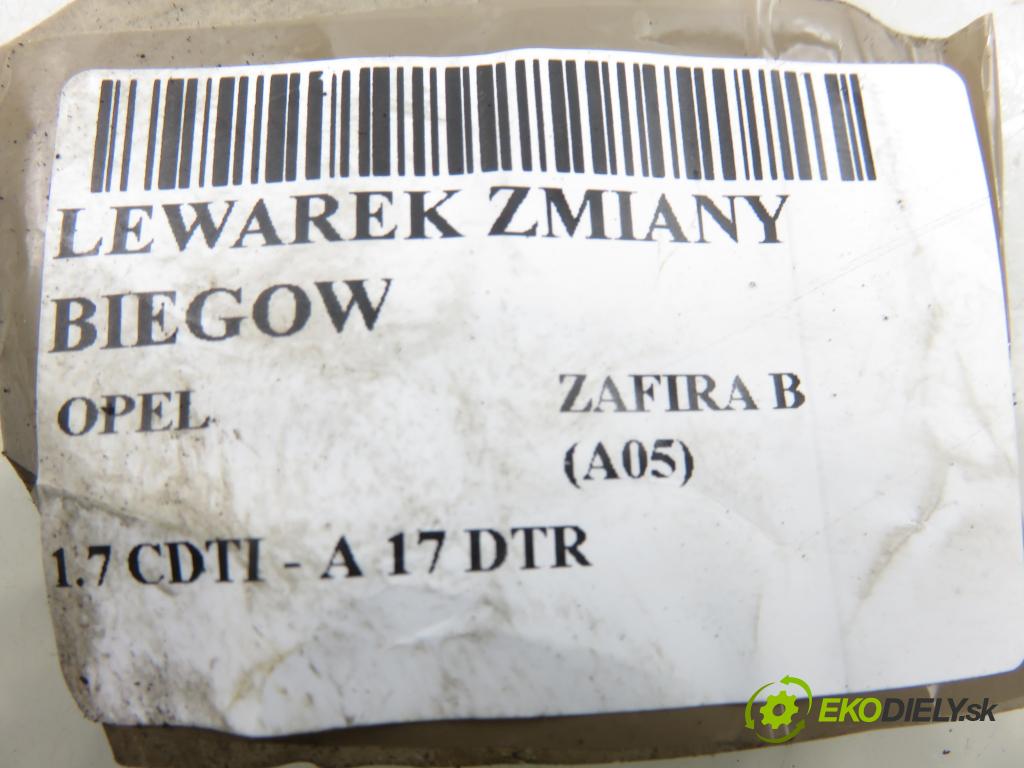 LEWAREK ZMIANY
BIEGOW
OPEL ZAFIRA B
(A05)
1.7 CDTI - A 17 DTR
EKODIELY.sk